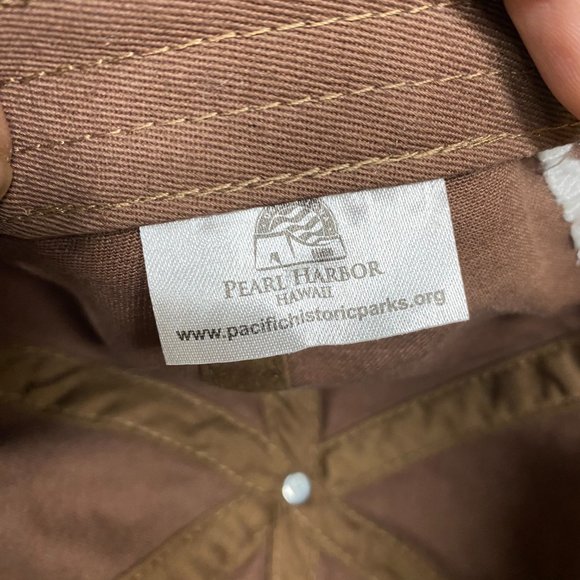 PEARL HARBOR
HAWAII
www.pacifichistoricparks.org